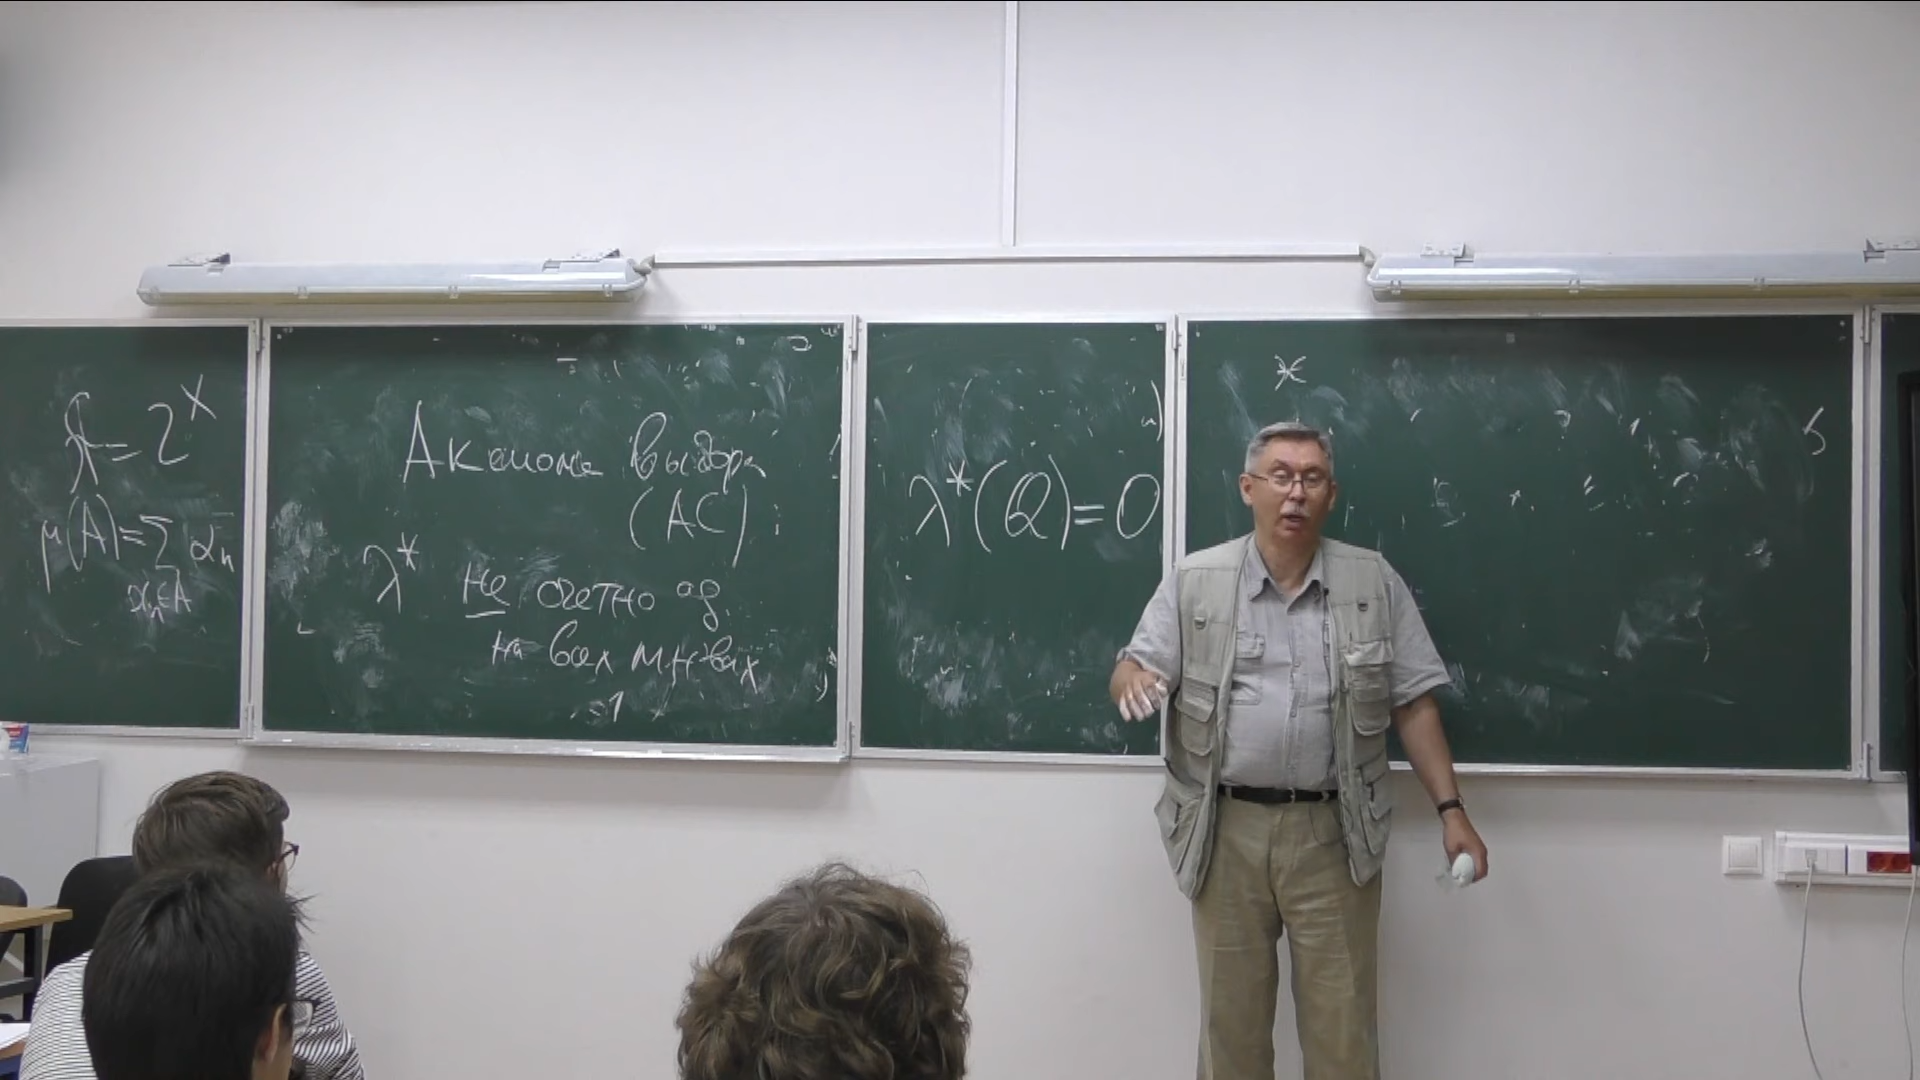 𝔄 = 2^X
μ(A) = Σ α_n
x_n ∈ A
Аксиома выбора
(AC) :
λ* не счетно ад.
на всех мн-вах
λ*(Q)=0